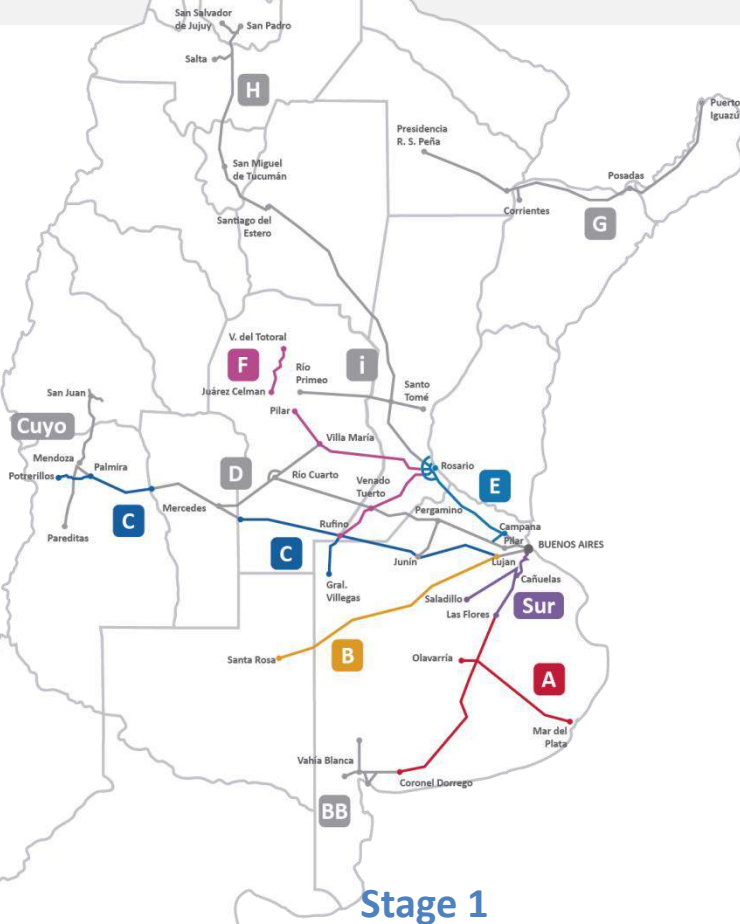 San Salvador
de Jujuy
San Padro
Salta
H
Puerto
Iguazú
Presidencia
R. S. Peña
San Miguel
de Tucumán
Posadas
Corrientes
G
Santiago del
Estero
V. del Totoral
F
i
Río
Primeo
Juárez Celman
Santo
Tomé
San Juan
Pilar
Cuyo
Villa María
Mendoza
Palmira
Potrerillos
D
Río Cuarto
Rosario
Venado
Tuerto
E
Mercedes
Pergamino
C
Rufino
Campana
Pilar
BUENOS AIRES
Pareditas
C
Junín
Lujan
Gral.
Villegas
Cañuelas
Saladillo
Sur
Las Flores
B
Santa Rosa
Olavarría
A
Mar del
Plata
Vahía Blanca
Coronel Dorrego
BB
Stage 1